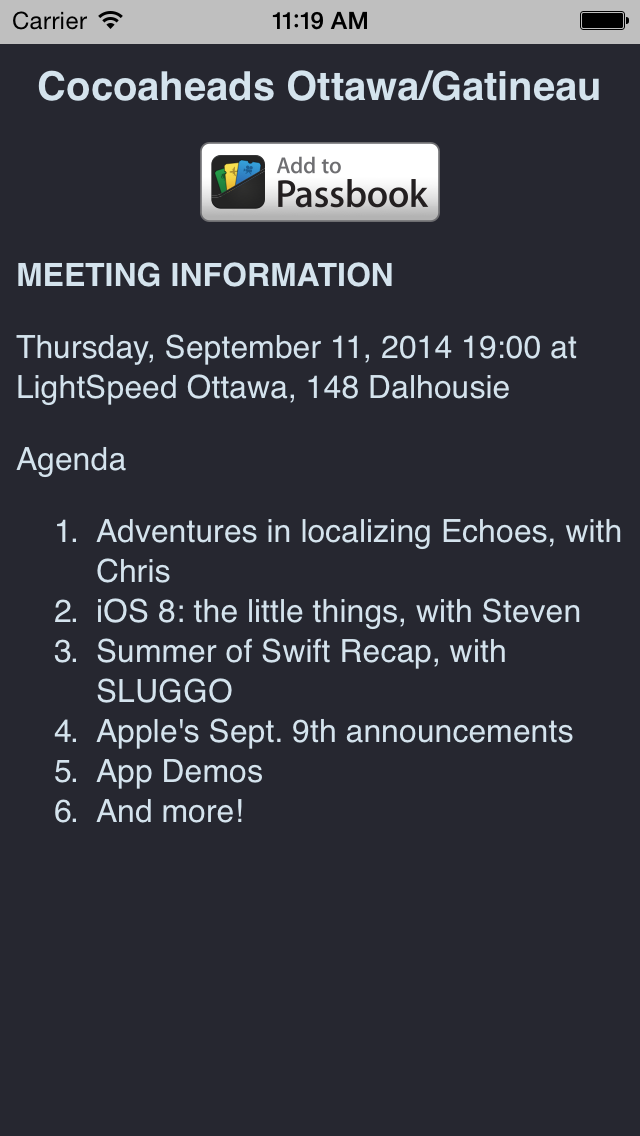 Carrier 11:19 AM
Cocoaheads Ottawa/Gatineau
Add to
Passbook
MEETING INFORMATION
Thursday, September 11, 2014 19:00 at
LightSpeed Ottawa, 148 Dalhousie
Agenda
1. Adventures in localizing Echoes, with
Chris
2. iOS 8: the little things, with Steven
3. Summer of Swift Recap, with
SLUGGO
4. Apple's Sept. 9th announcements
5. App Demos
6. And more!